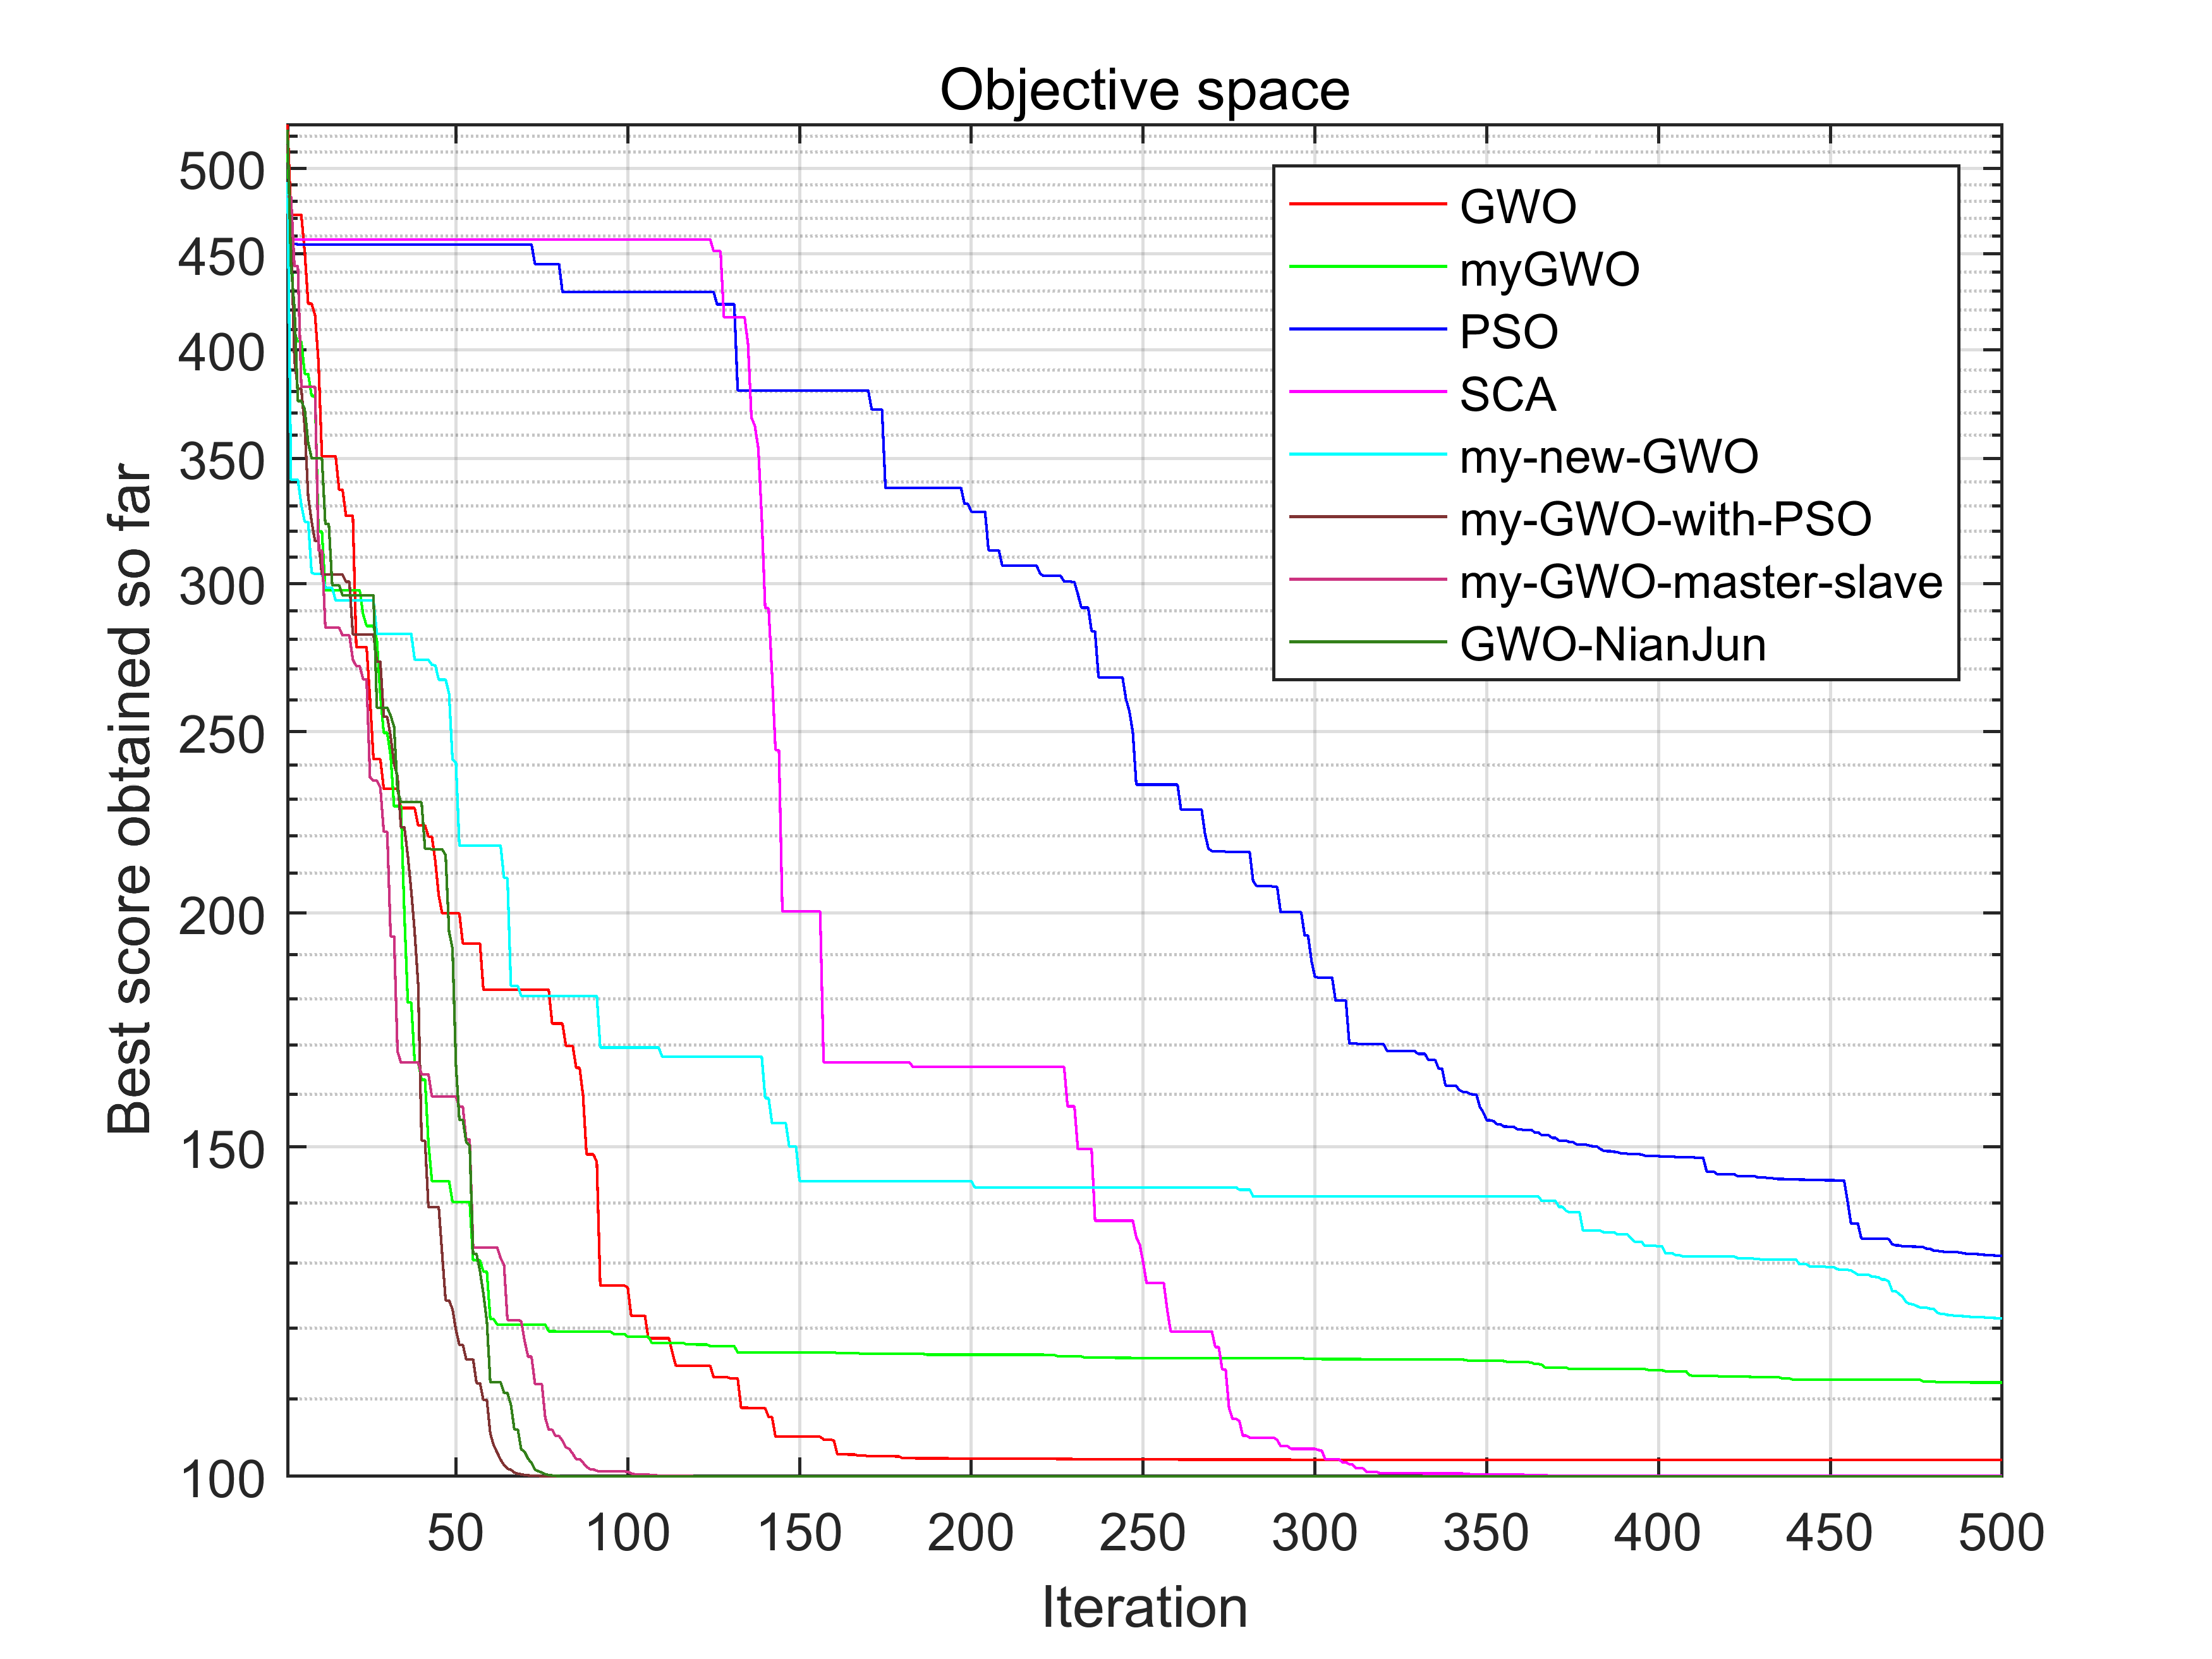 Objective space
500
450
400
350
300
250
200
150
100
Best score obtained so far
GWO
myGWO
PSO
SCA
my-new-GWO
my-GWO-with-PSO
my-GWO-master-slave
GWO-NianJun
50 100 150 200 250 300 350 400 450 500
Iteration